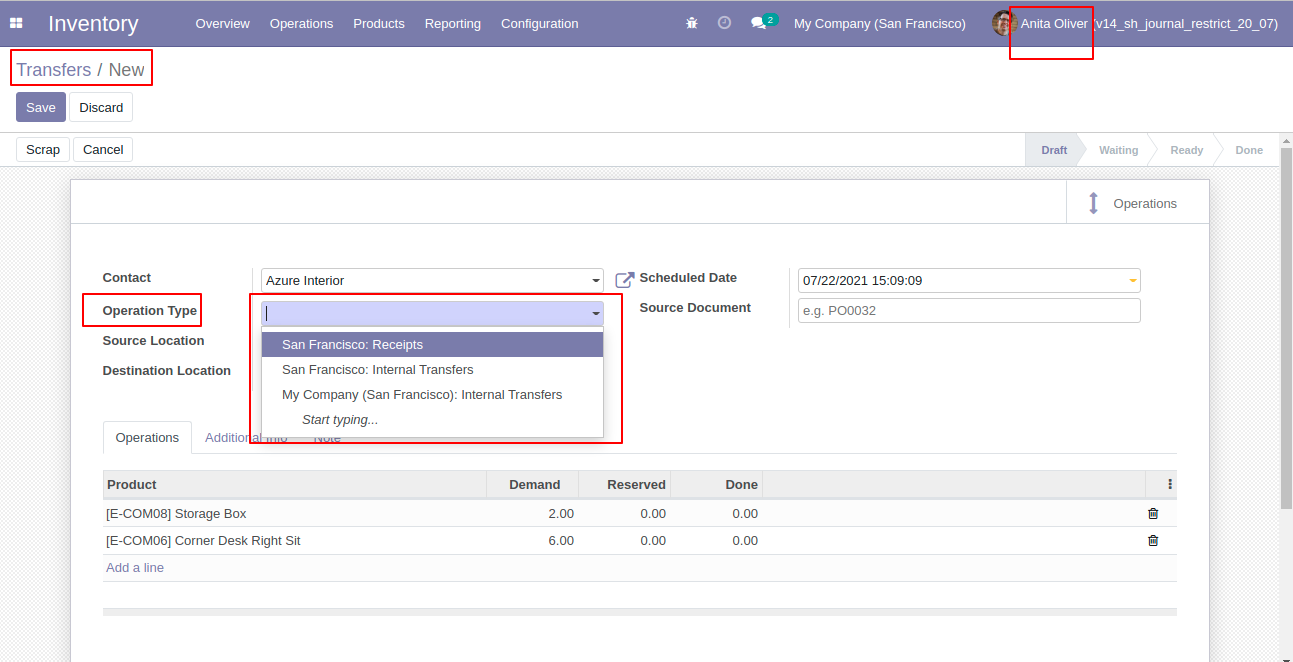 Inventory Overview Operations Products Reporting Configuration 2 My Company (San Francisco) Anita Oliver (v14_sh_journal_restrict_20_07)
Transfers / New
Save Discard
Scrap Cancel Draft Waiting Ready Done
Operations
Contact Azure Interior Scheduled Date 07/22/2021 15:09:09
Operation Type Source Document e.g. PO0032
Source Location San Francisco: Receipts
Destination Location San Francisco: Internal Transfers
My Company (San Francisco): Internal Transfers
Start typing...
Operations Additional Info Note
Product Demand Reserved Done
[E-COM08] Storage Box 2.00 0.00 0.00
[E-COM06] Corner Desk Right Sit 6.00 0.00 0.00
Add a line